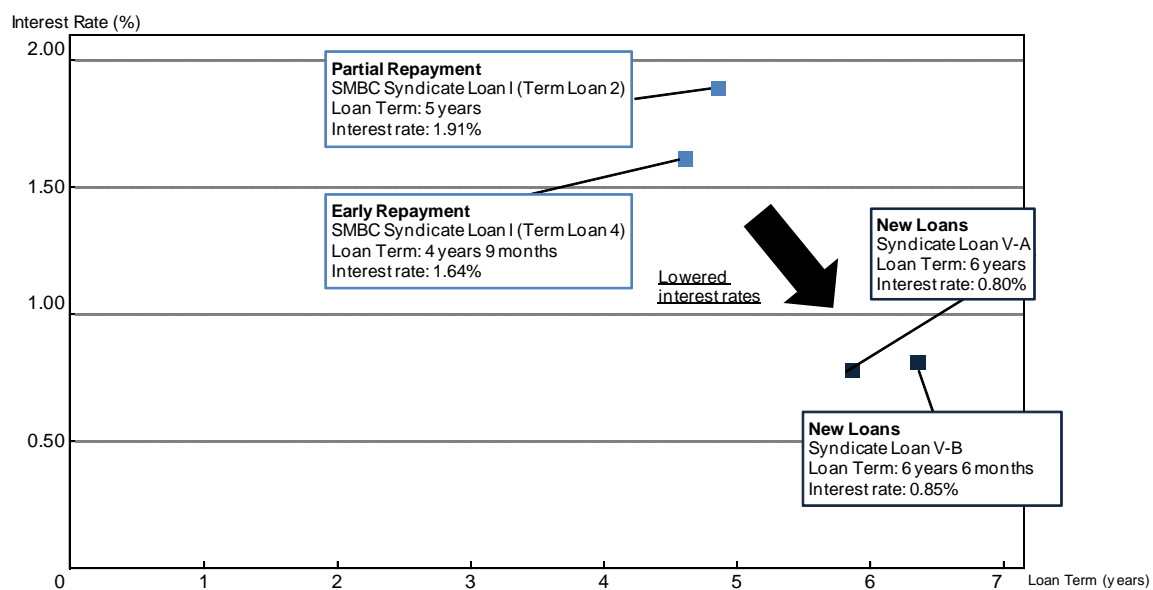 Interest Rate (%)
2.00
Partial Repayment
SMBC Syndicate Loan I (Term Loan 2)
Loan Term: 5 years
Interest rate: 1.91%
1.50
Early Repayment
SMBC Syndicate Loan I (Term Loan 4)
Loan Term: 4 years 9 months
Interest rate: 1.64%
New Loans
Syndicate Loan V-A
Loan Term: 6 years
Interest rate: 0.80%
Lowered
interest rates
1.00
New Loans
Syndicate Loan V-B
Loan Term: 6 years 6 months
Interest rate: 0.85%
0.50
0 1 2 3 4 5 6 7 Loan Term (years)